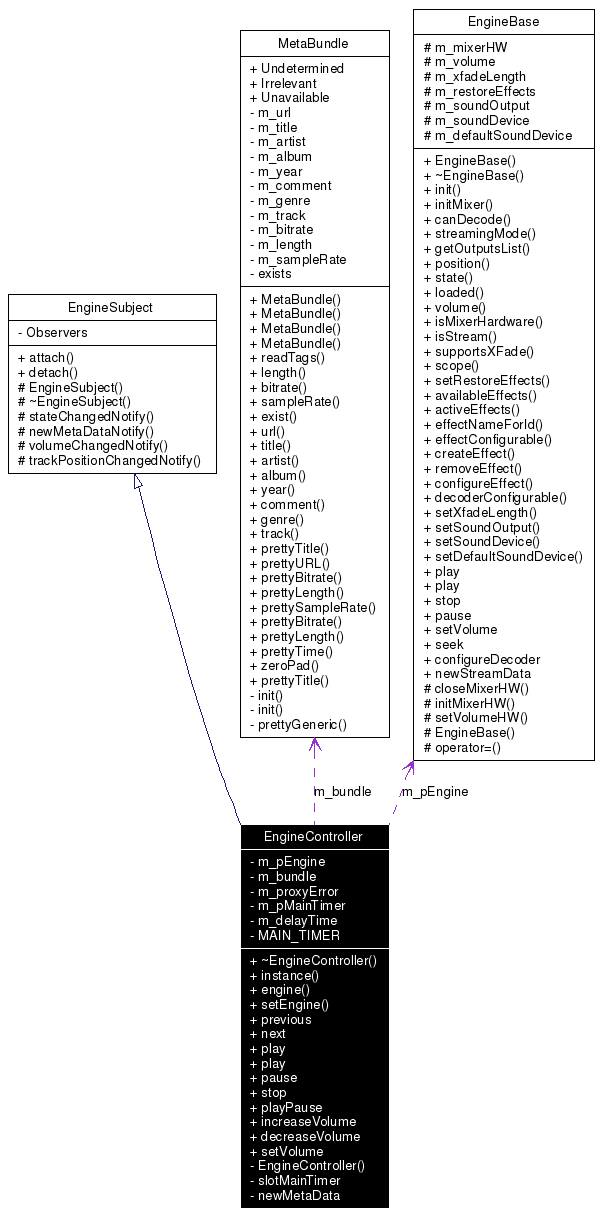 EngineBase
# m_mixerHW
# m_volume
# m_xfadeLength
# m_restoreEffects
# m_soundOutput
# m_soundDevice
# m_defaultSoundDevice
+ EngineBase()
+ ~EngineBase()
+ init()
+ initMixer()
+ canDecode()
+ streamingMode()
+ getOutputsList()
+ position()
+ state()
+ loaded()
+ volume()
+ isMixerHardware()
+ isStream()
+ supportsXFade()
+ scope()
+ setRestoreEffects()
+ availableEffects()
+ activeEffects()
+ effectNameForId()
+ effectConfigurable()
+ createEffect()
+ removeEffect()
+ configureEffect()
+ decoderConfigurable()
+ setXfadeLength()
+ setSoundOutput()
+ setSoundDevice()
+ setDefaultSoundDevice()
+ play
+ play
+ stop
+ pause
+ setVolume
+ seek
+ configureDecoder
+ newStreamData
# closeMixerHW()
# initMixerHW()
# setVolumeHW()
# EngineBase()
# operator=()
MetaBundle
+ Undetermined
+ Irrelevant
+ Unavailable
- m_url
- m_title
- m_artist
- m_album
- m_year
- m_comment
- m_genre
- m_track
- m_bitrate
- m_length
- m_sampleRate
- exists
+ MetaBundle()
+ MetaBundle()
+ MetaBundle()
+ MetaBundle()
+ readTags()
+ length()
+ bitrate()
+ sampleRate()
+ exist()
+ url()
+ title()
+ artist()
+ album()
+ year()
+ comment()
+ genre()
+ track()
+ prettyTitle()
+ prettyURL()
+ prettyBitrate()
+ prettyLength()
+ prettySampleRate()
+ prettyBitrate()
+ prettyLength()
+ prettyTime()
+ zeroPad()
+ prettyTitle()
- init()
- init()
- prettyGeneric()
EngineSubject
- Observers
+ attach()
+ detach()
# EngineSubject()
# ~EngineSubject()
# stateChangedNotify()
# newMetaDataNotify()
# volumeChangedNotify()
# trackPositionChangedNotify()
m_bundle
m_pEngine
EngineController
- m_pEngine
- m_bundle
- m_proxyError
- m_pMainTimer
- m_delayTime
- MAIN_TIMER
+ ~EngineController()
+ instance()
+ engine()
+ setEngine()
+ previous
+ next
+ play
+ play
+ pause
+ stop
+ playPause
+ increaseVolume
+ decreaseVolume
+ setVolume
- EngineController()
- slotMainTimer
- newMetaData